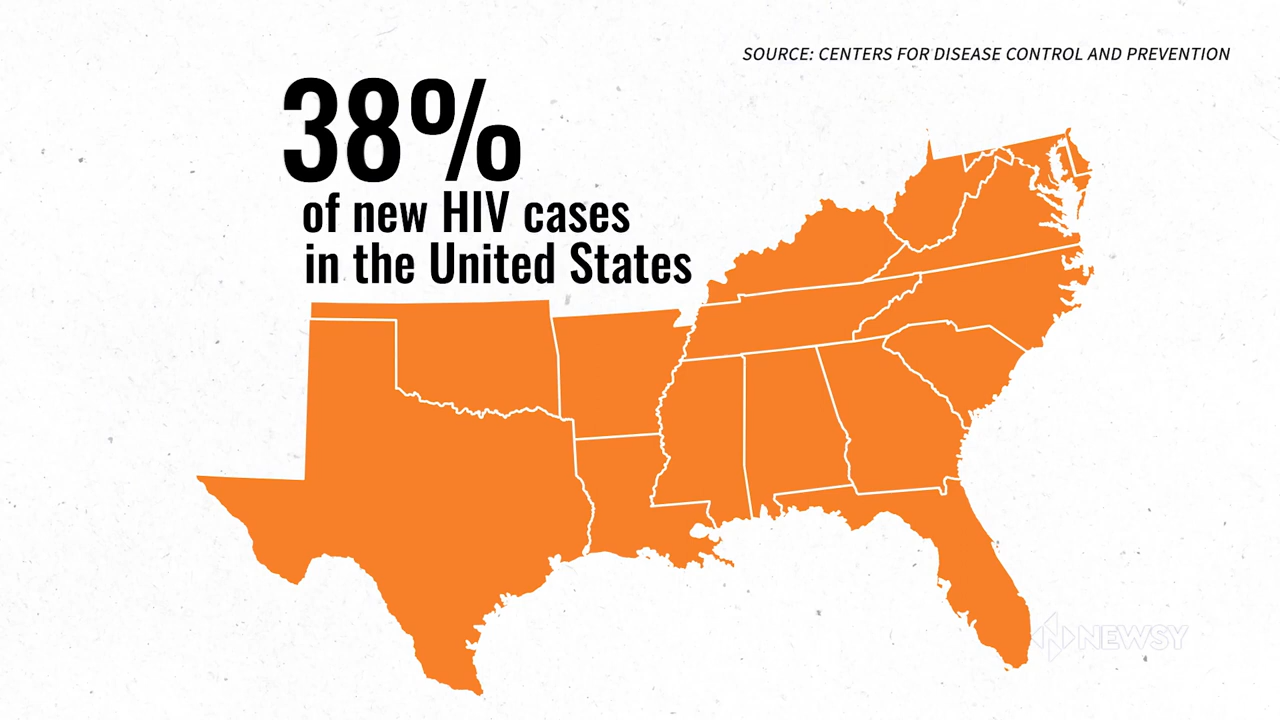 SOURCE: CENTERS FOR DISEASE CONTROL AND PREVENTION
38%
of new HIV cases
in the United States
NEWSY